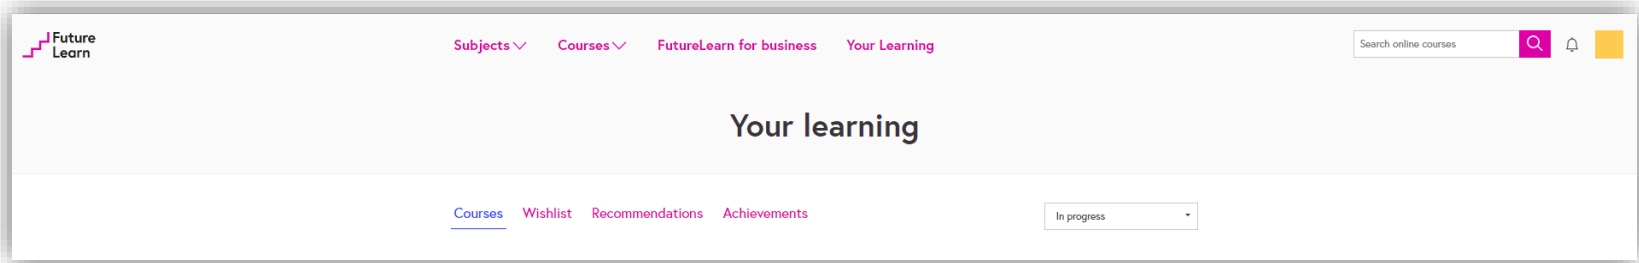 Future
Learn
Subjects Courses FutureLearn for business Your Learning
Search online courses
Your learning
Courses Wishlist Recommendations Achievements
In progress